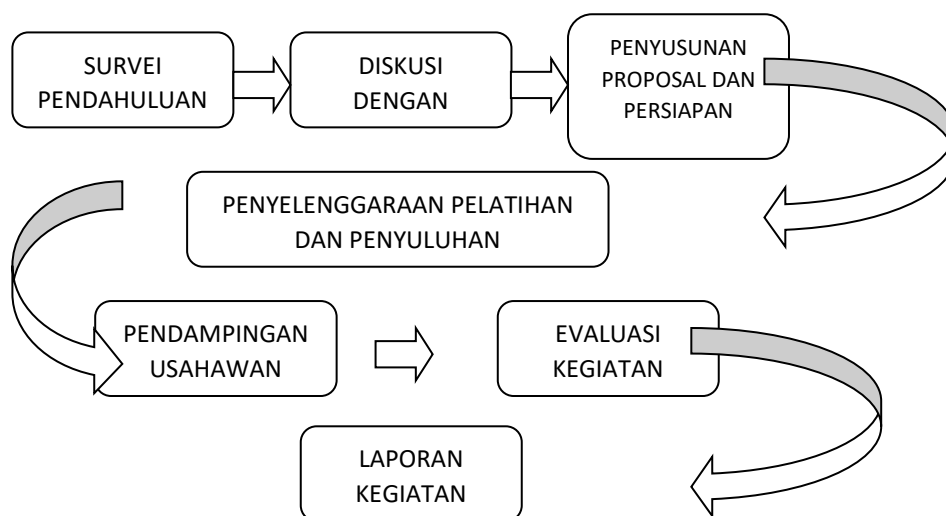 SURVEI
PENDAHULUAN
DISKUSI
DENGAN
PENYUSUNAN
PROPOSAL DAN
PERSIAPAN
PENYELENGGARAAN PELATIHAN
DAN PENYULUHAN
PENDAMPINGAN
USAHAWAN
EVALUASI
KEGIATAN
LAPORAN
KEGIATAN